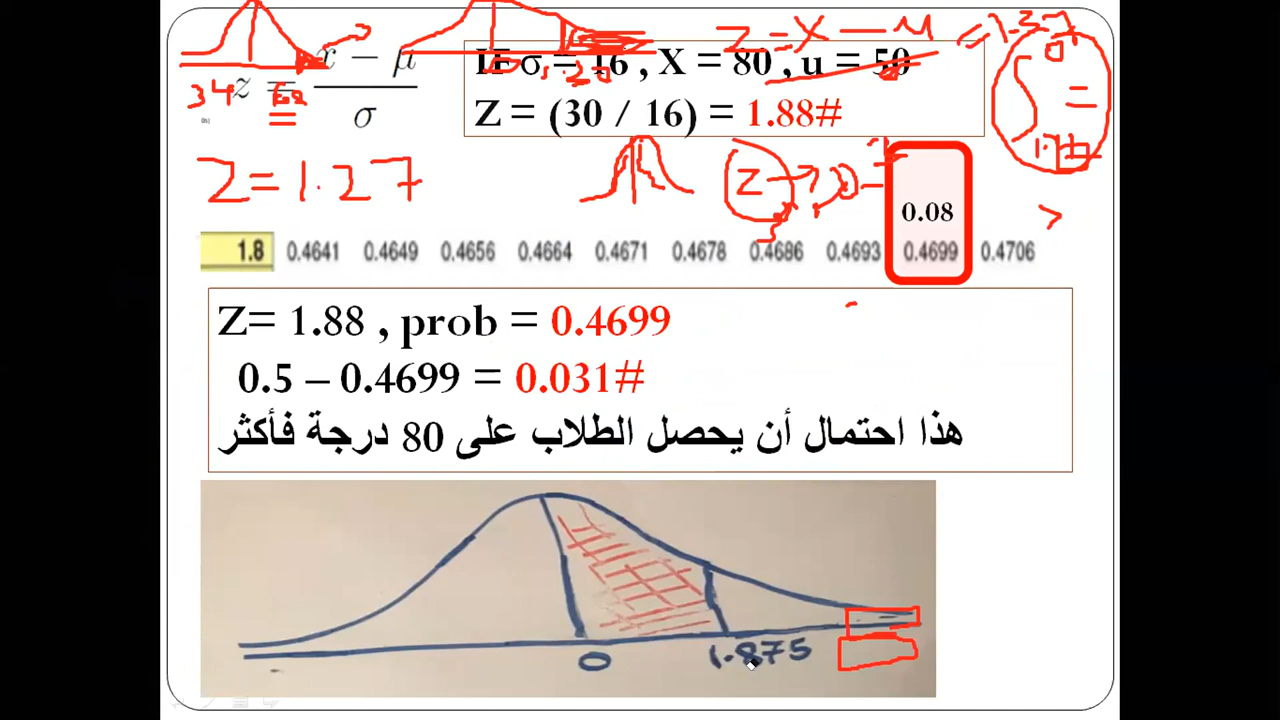 z = x − μ / σ
IF σ = 16 , X = 80 , u = 50
Z = X − μ
34
Z = (30 / 16) = 1.88#
Z = 1.27
0.08
1.8 0.4641 0.4649 0.4656 0.4664 0.4671 0.4678 0.4686 0.4693 0.4699 0.4706
Z= 1.88 , prob = 0.4699
0.5 – 0.4699 = 0.031#
هذا احتمال أن يحصل الطلاب على 80 درجة فأكثر
0 1.875